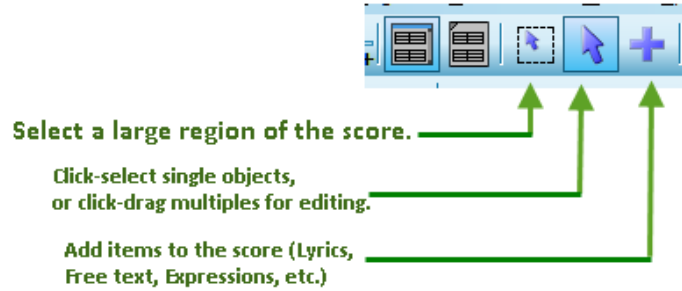 Select a large region of the score.
Click-select single objects,
or click-drag multiples for editing.
Add items to the score (Lyrics,
Free text, Expressions, etc.)